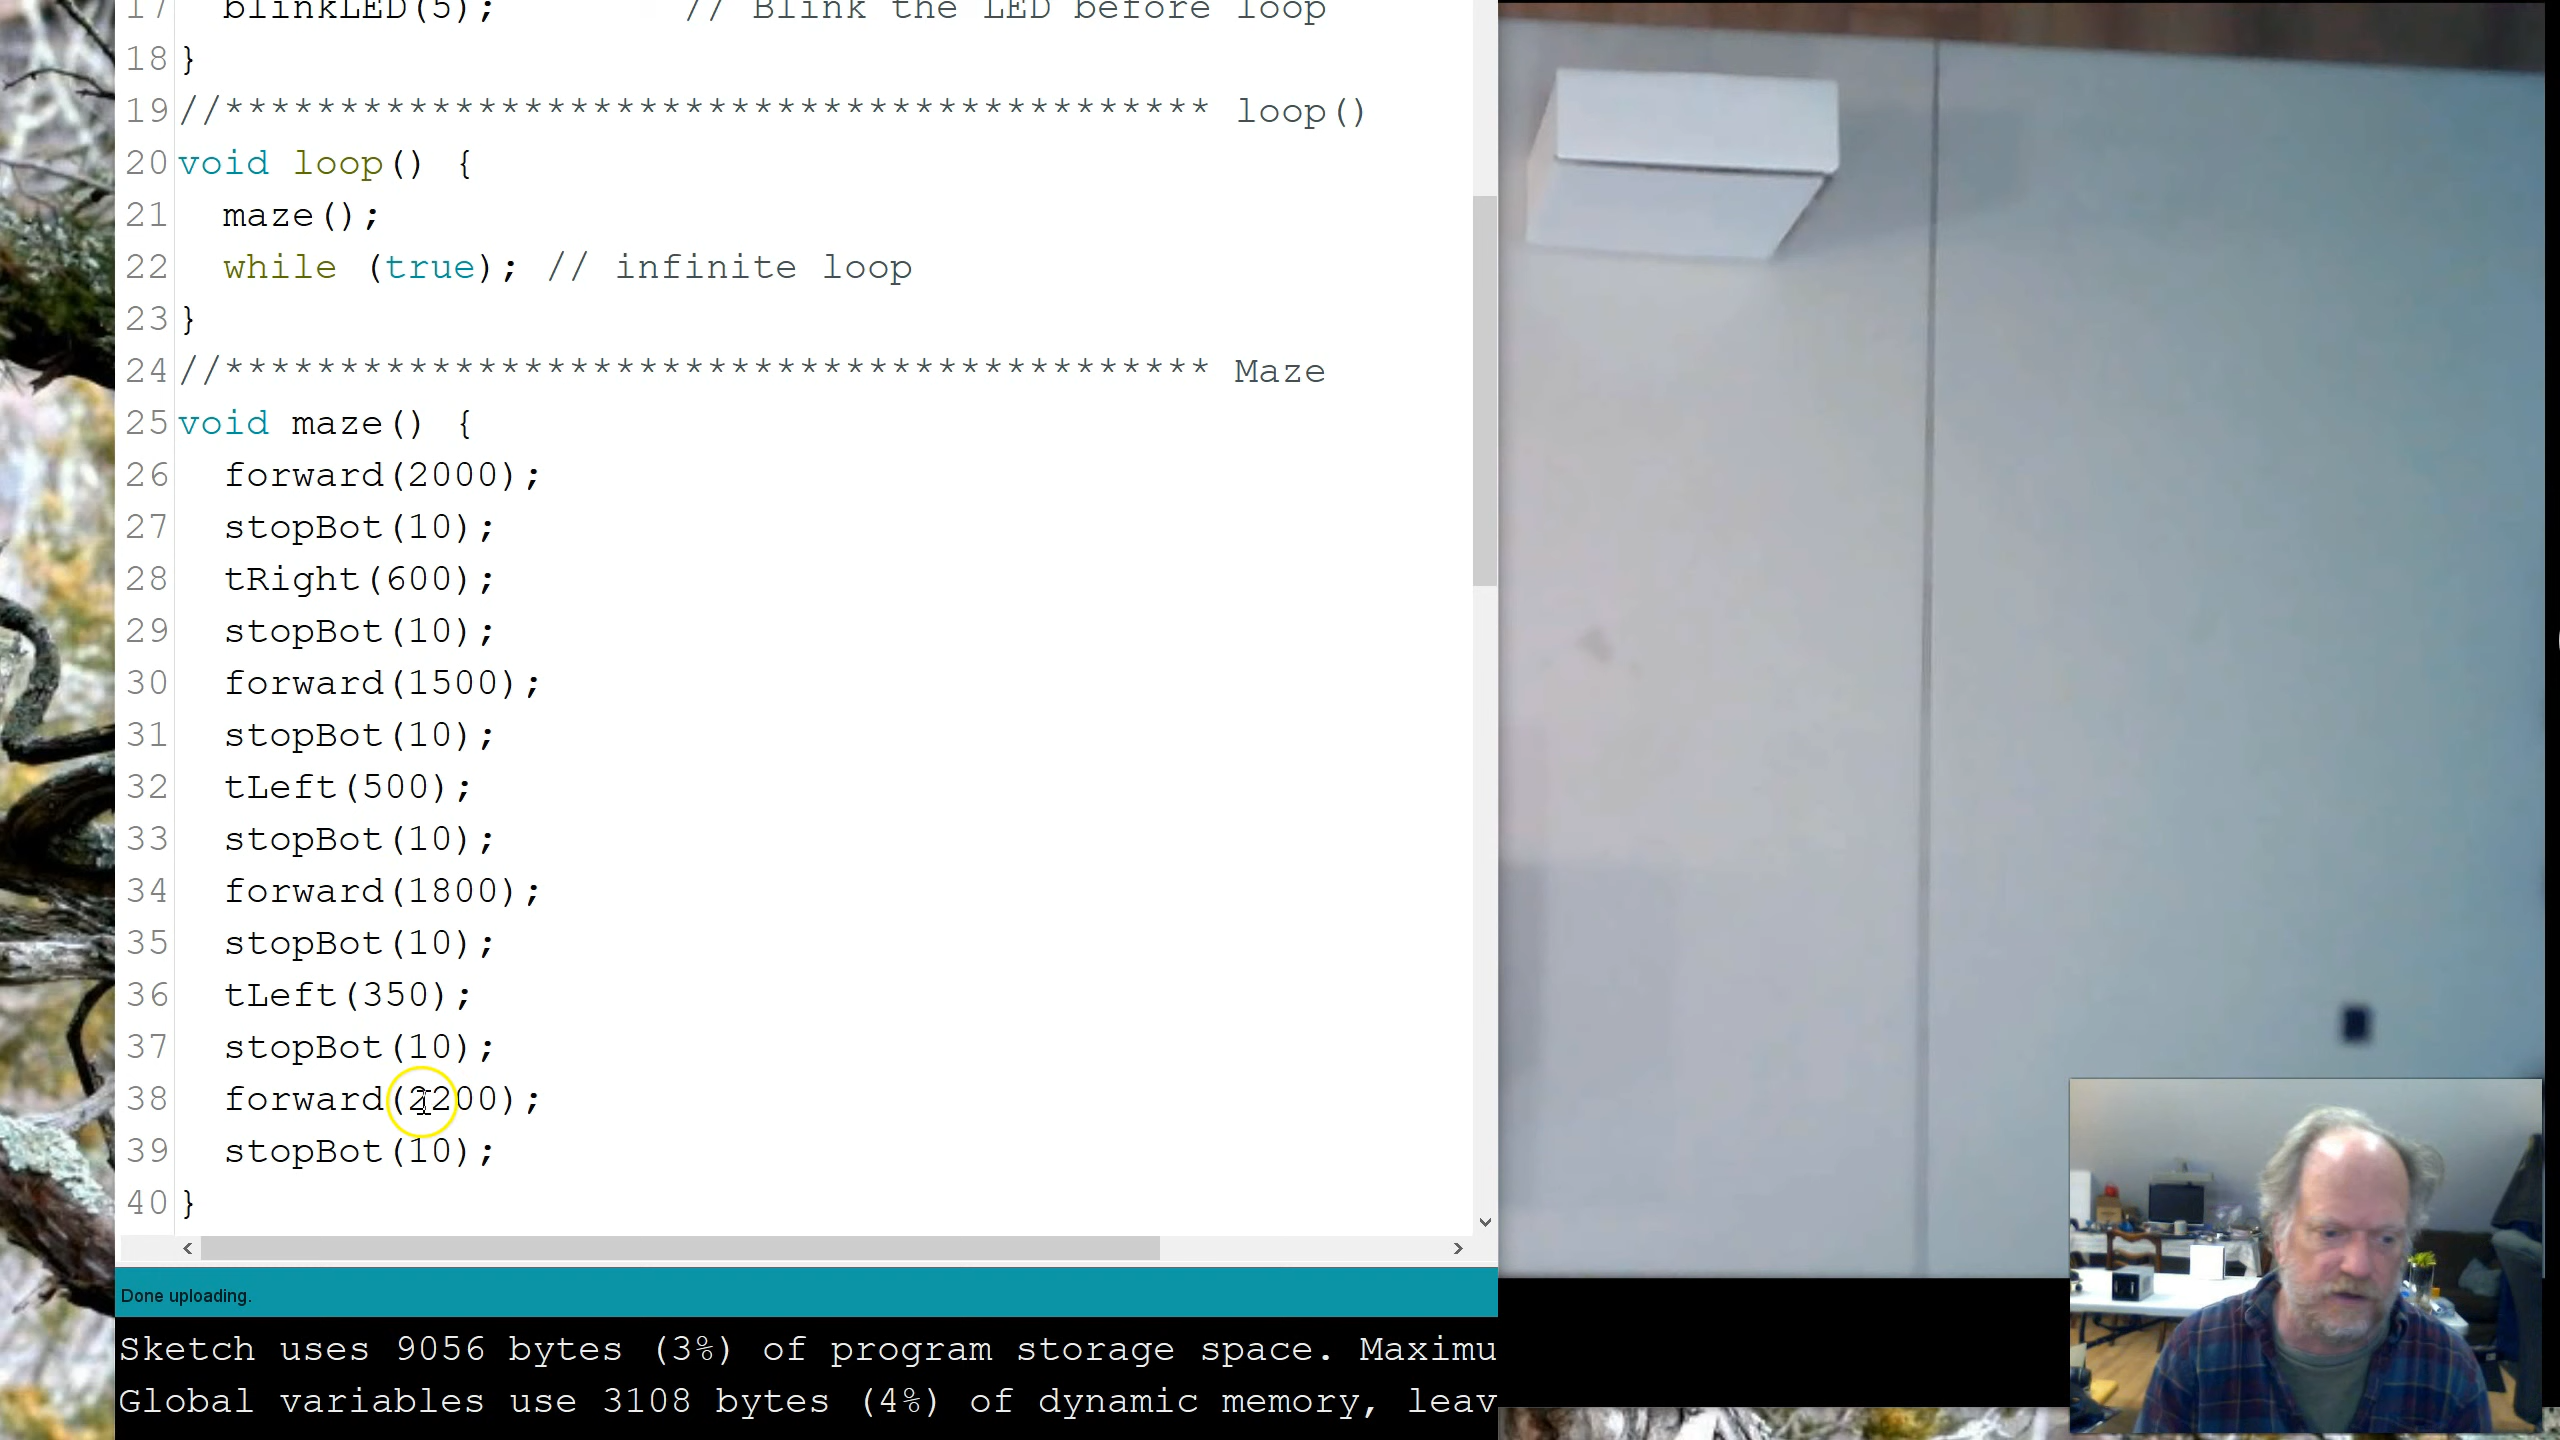 17 blinkLED(5); // Blink the LED before loop
18 }
19 //******************************************* loop()
20 void loop() {
21 maze();
22 while (true); // infinite loop
23 }
24 //******************************************* Maze
25 void maze() {
26 forward(2000);
27 stopBot(10);
28 tRight(600);
29 stopBot(10);
30 forward(1500);
31 stopBot(10);
32 tLeft(500);
33 stopBot(10);
34 forward(1800);
35 stopBot(10);
36 tLeft(350);
37 stopBot(10);
38 forward(2200);
39 stopBot(10);
40 }
Done uploading.
Sketch uses 9056 bytes (3%) of program storage space. Maximu
Global variables use 3108 bytes (4%) of dynamic memory, leav